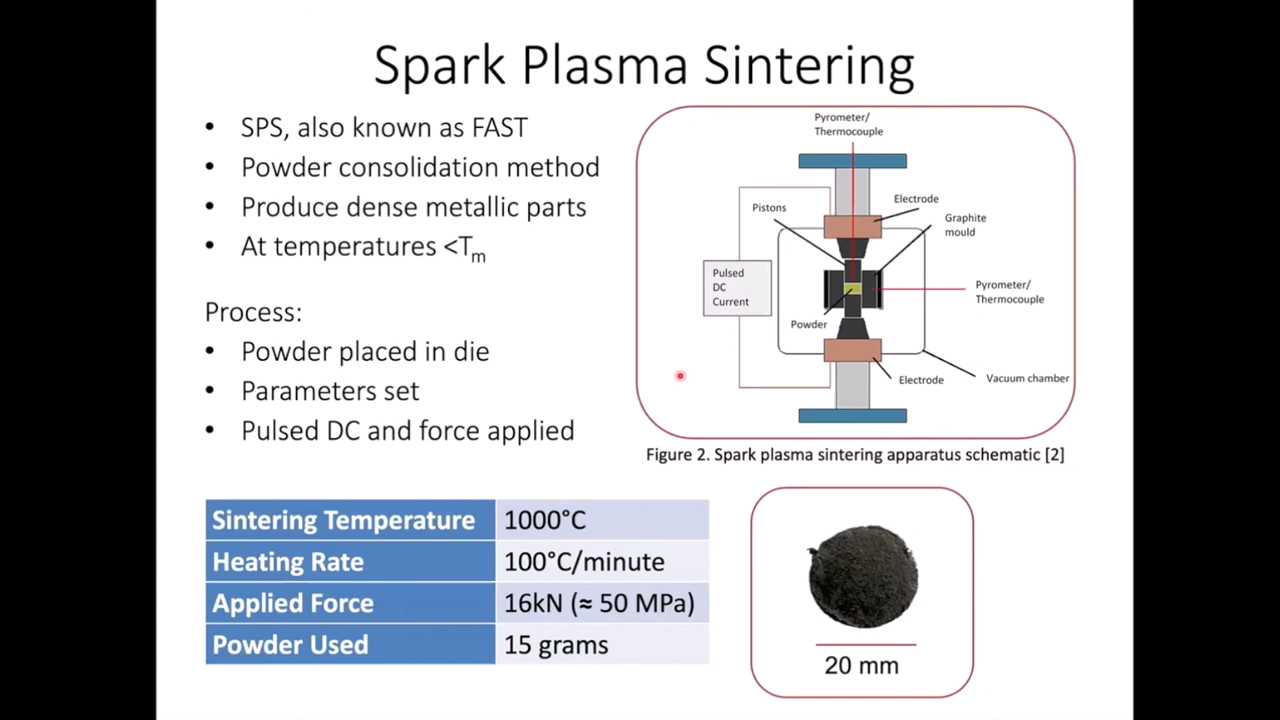 Spark Plasma Sintering
• SPS, also known as FAST
• Powder consolidation method
• Produce dense metallic parts
• At temperatures <Tm
Process:
• Powder placed in die
• Parameters set
• Pulsed DC and force applied
Pyrometer/
Thermocouple
Electrode
Pistons
Graphite
mould
Pulsed
DC
Current
Pyrometer/
Thermocouple
Powder
Electrode
Vacuum chamber
Figure 2. Spark plasma sintering apparatus schematic [2]
Sintering Temperature 1000°C
Heating Rate 100°C/minute
Applied Force 16kN (≈ 50 MPa)
Powder Used 15 grams
20 mm